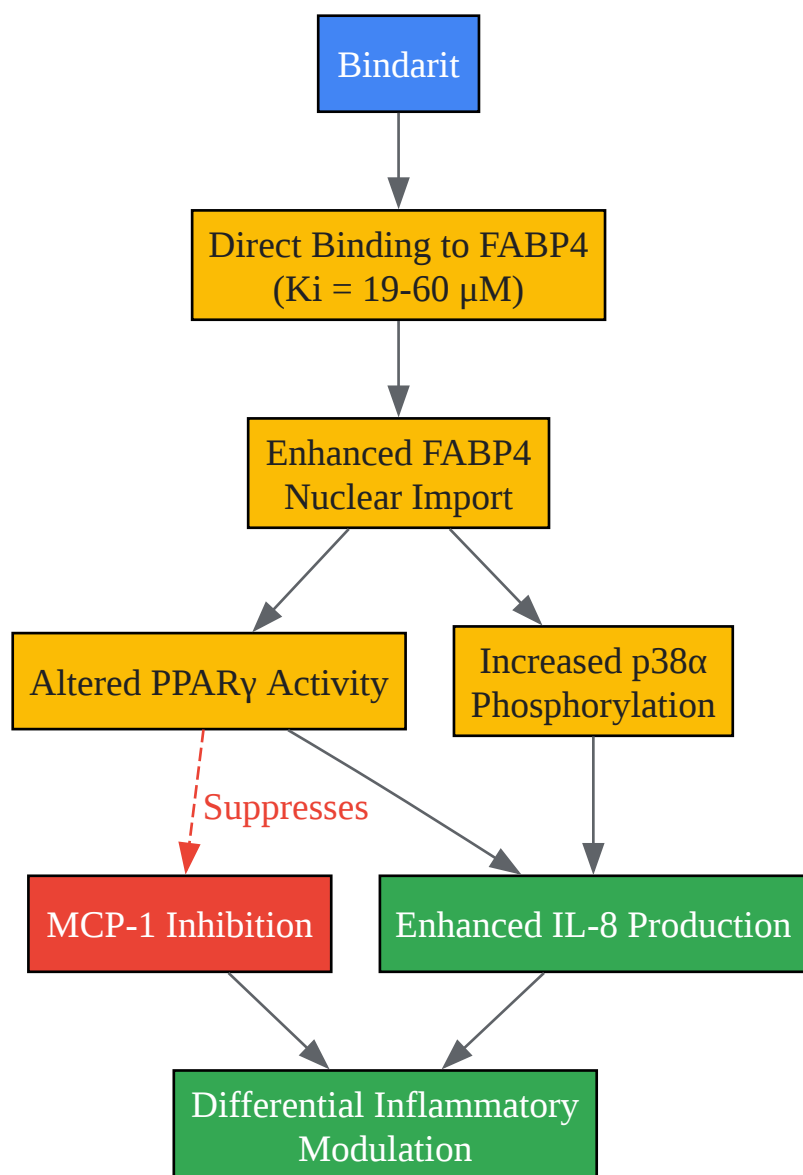 Bindarit
Direct Binding to FABP4
(Ki = 19-60 μM)
Enhanced FABP4
Nuclear Import
Altered PPARγ Activity
Increased p38α
Phosphorylation
Suppresses
MCP-1 Inhibition
Enhanced IL-8 Production
Differential Inflammatory
Modulation